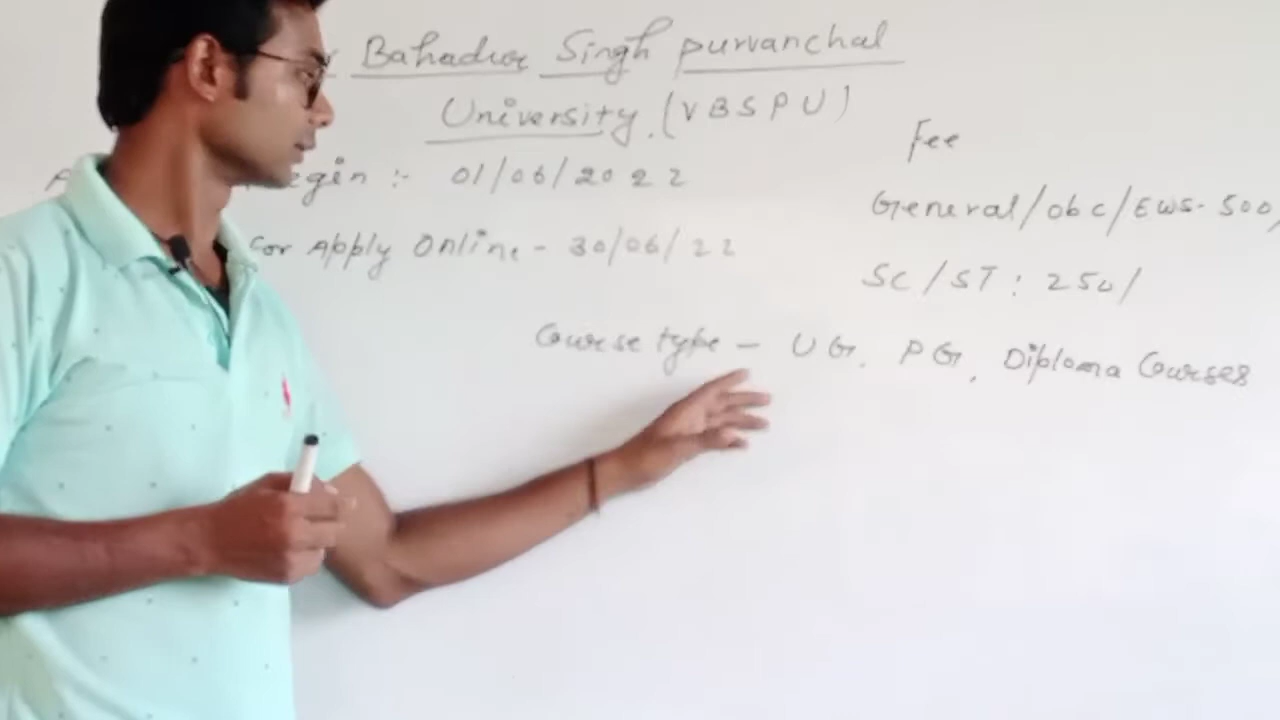 Bahadur Singh purvanchal
University. (VBSPU)
egin :- 01/06/2022
For Apply Online - 30/06/22
Fee
General/obc/EWS- 500/
SC/ST: 250/
Course type - UG, PG, Diploma Courses